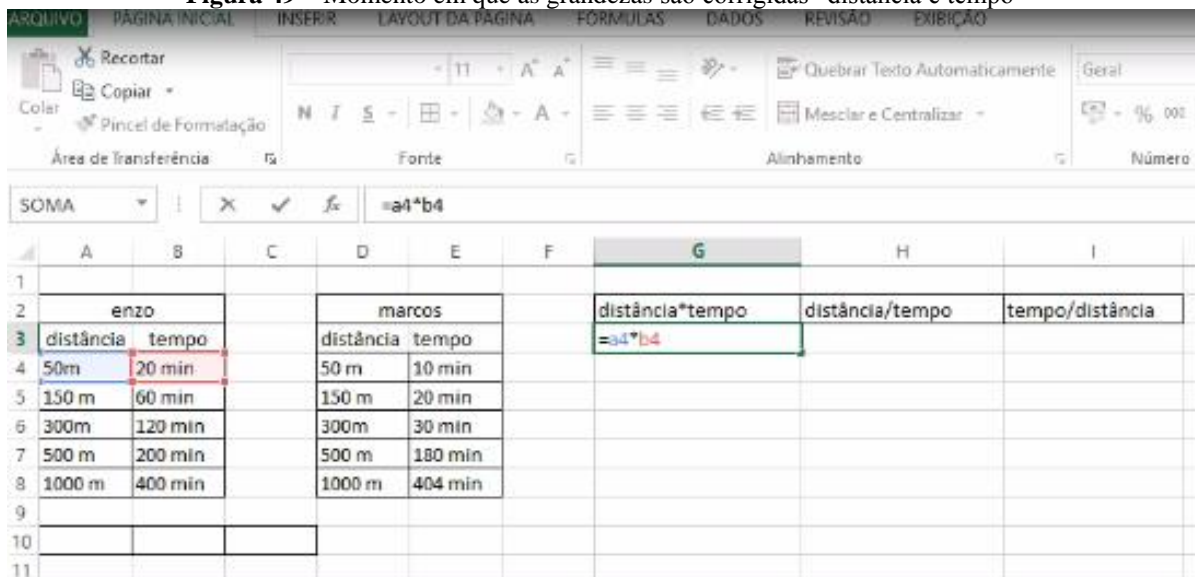 Figura 49 – Momento em que as grandezas são corrigidas "distância e tempo"
ARQUIVO PÁGINA INICIAL INSERIR LAYOUT DA PÁGINA FÓRMULAS DADOS REVISÃO EXIBIÇÃO
Recortar 11 A A Quebrar Texto Automaticamente Geral
Copiar
Colar N I S A Mesclar e Centralizar % 000
Pincel de Formatação
Área de Transferência Fonte Alinhamento Número
SOMA fx =a4*b4
A B C D E F G H I
1
2 enzo marcos distância*tempo distância/tempo tempo/distância
3 distância tempo distância tempo =a4*b4
4 50m 20 min 50 m 10 min
5 150 m 60 min 150 m 20 min
6 300m 120 min 300m 30 min
7 500 m 200 min 500 m 180 min
8 1000 m 400 min 1000 m 404 min
9
10
11